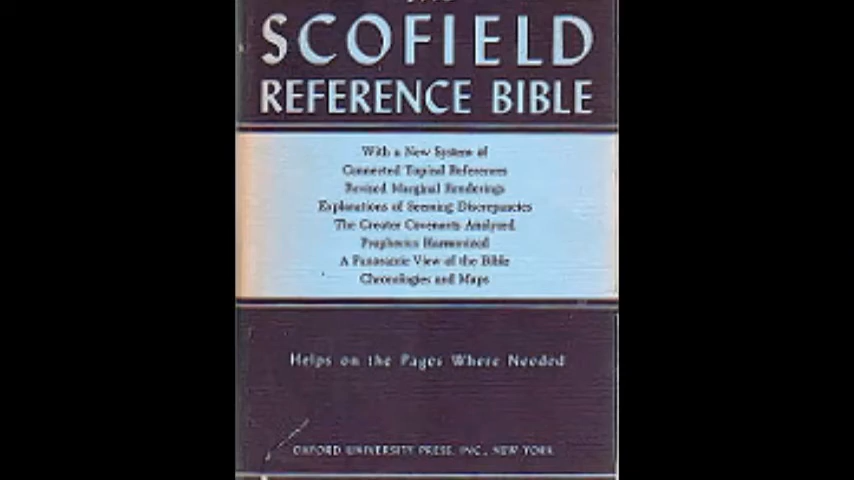 SCOFIELD
REFERENCE BIBLE
With a New System of
Connected Topical References
Revised Marginal Renderings
Explanations of Seeming Discrepancies
The Greater Covenants Analyzed
Prophecies Harmonized
A Panoramic View of the Bible
Chronologies and Maps
Helps on the Pages Where Needed
OXFORD UNIVERSITY PRESS, INC., NEW YORK